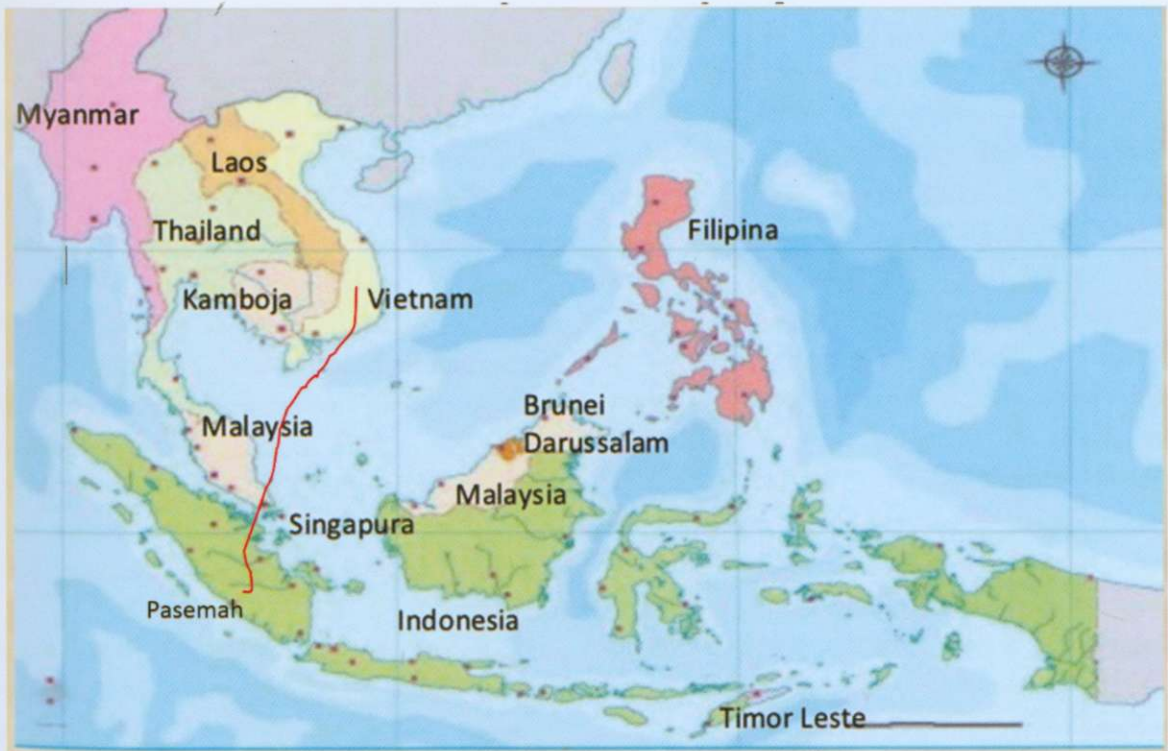 Myanmar
Laos
Thailand
Filipina
Kamboja
Vietnam
Brunei
Darussalam
Malaysia
Malaysia
Singapura
Pasemah
Indonesia
Timor Leste